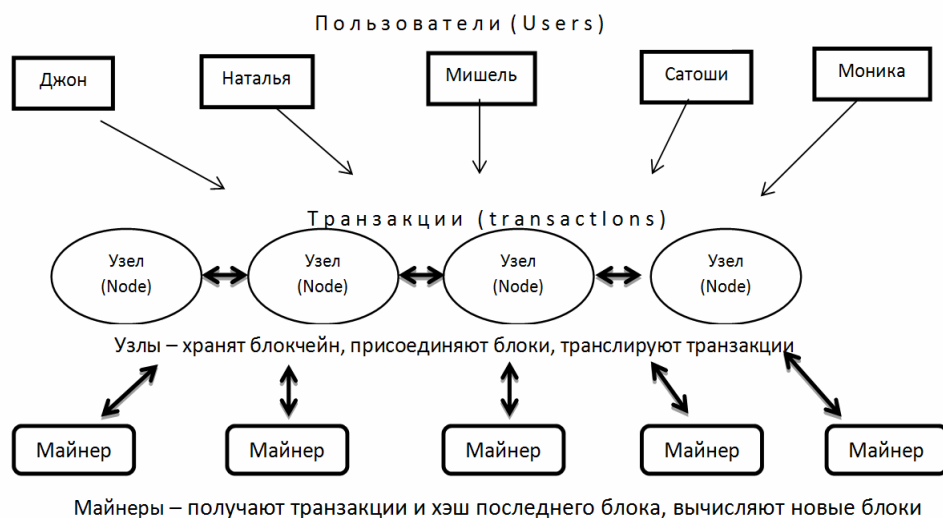 Пользователи (Users)
Джон
Наталья
Мишель
Сатоши
Моника
Транзакции (transactIons)
Узел
(Node)
Узел
(Node)
Узел
(Node)
Узел
(Node)
Узлы – хранят блокчейн, присоединяют блоки, транслируют транзакции
Майнер
Майнер
Майнер
Майнер
Майнер
Майнеры – получают транзакции и хэш последнего блока, вычисляют новые блоки